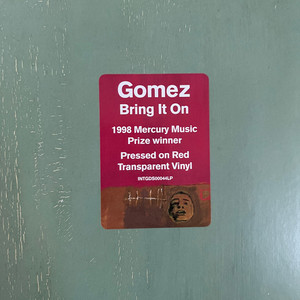 Gomez
Bring It On
1998 Mercury Music
Prize winner
Pressed on Red
Transparent Vinyl
INTGDS00044LP